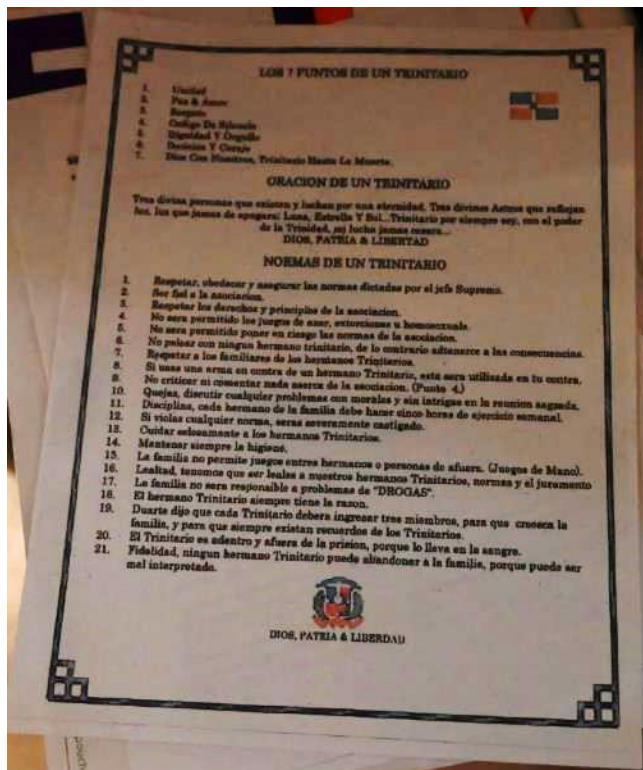 LOS 7 PUNTOS DE UN TRINITARIO
1. Unidad
2. Paz & Amor
3. Respeto
4. Codigo De Silencio
5. Dignidad Y Orgullo
6. Decision Y Coraje
7. Dios Con Nosotros, Trinitario Hasta La Muerte.
ORACION DE UN TRINITARIO
Tres divina personas que existen y luchan por una eternidad. Tres divinos Astros que reflejan
luz, luz que jamas de apagara: Luna, Estrella Y Sol...Trinitario por siempre soy, con el poder
de la Trinidad, mi lucha jamas cesara...
DIOS, PATRIA & LIBERTAD
NORMAS DE UN TRINITARIO
1. Respetar, obedecer y asegurar las normas dictadas por el jefe Supremo.
2. Ser fiel a la asociacion.
3. Respetar los derechos y principios de la asociacion.
4. No sera permitido los juegos de azar, extorciones u homosexuals.
5. No sera permitido poner en riesgo las normas de la asociacion.
6. No pelear con ningun hermano trinitario, de lo contrario adtenerce a las consecuencias.
7. Respetar a los familiares de los hermanos Trinitarios.
8. Si usas una arma en contra de un hermano Trinitario, esta sera utilizada en tu contra.
9. No criticar ni comentar nada acerca de la asociacion. (Punto 4.)
10. Quejas, discutir cualquier problemas con morales y sin intrigas en la reunion sagrada.
11. Disciplina, cada hermano de la familia debe hacer cinco horas de ejercicio semanal.
12. Si violas cualquier norma, seras severamente castigado.
13. Cuidar celosamente a los hermanos Trinitarios.
14. Mantener siempre la higiene.
15. La familia no permite juegos entres hermanos o personas de afuera. (Juegos de Mano).
16. Lealtad, tenemos que ser leales a nuestros hermanos Trinitarios, normas y el juramento
17. La familia no sera responsible a problemas de "DROGAS".
18. El hermano Trinitario siempre tiene la razon.
19. Duarte dijo que cada Trinitario debera ingresar tres miembros, para que creesca la
familia, y para que siempre existan recuerdos de los Trinitarios.
20. El Trinitario es adentro y afuera de la prision, porque lo lleva en la sangre.
21. Fidelidad, ningun hermano Trinitario puede abandonar a la familia, porque puede ser
mal interpretado.
DIOS, PATRIA & LIBERDAD